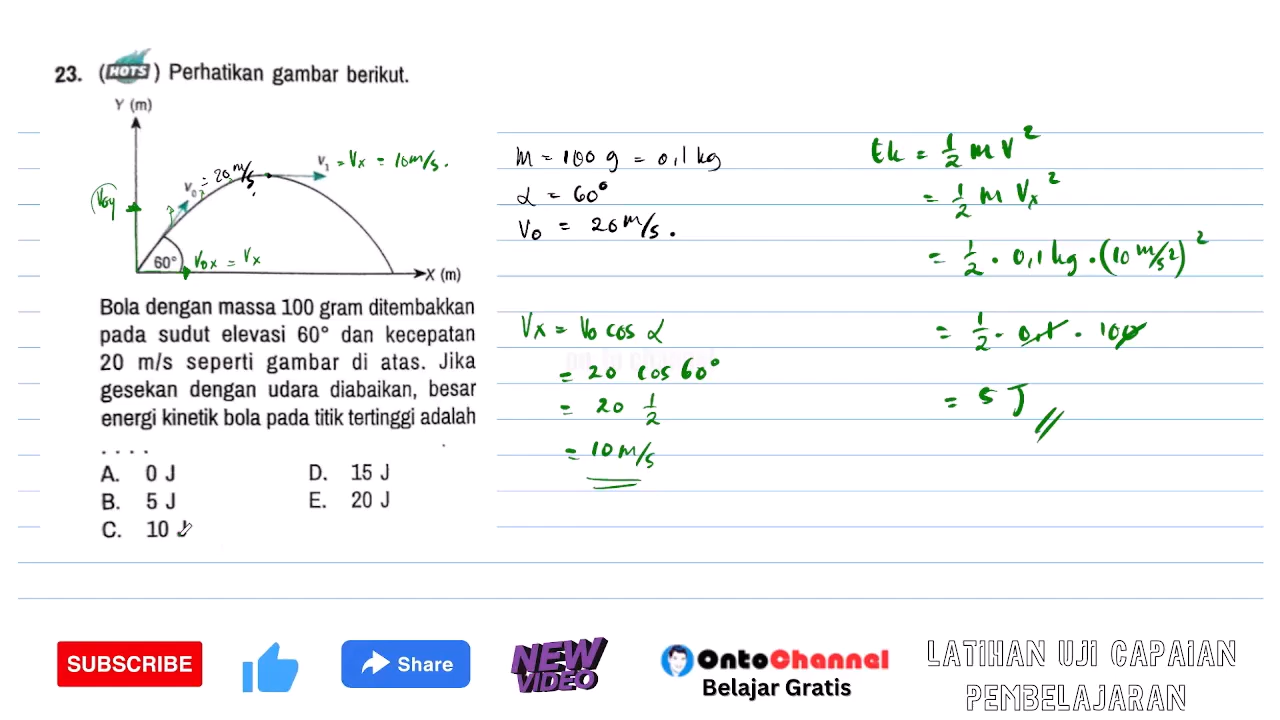 23. (HOTS) Perhatikan gambar berikut.
Y (m)
V₀ = 20 m/s.
V₁ = Vx = 10 m/s.
V₀y
60°
V₀x = Vx
X (m)
Bola dengan massa 100 gram ditembakkan
pada sudut elevasi 60° dan kecepatan
20 m/s seperti gambar di atas. Jika
gesekan dengan udara diabaikan, besar
energi kinetik bola pada titik tertinggi adalah
. . . .
A. 0 J
B. 5 J
C. 10 J
D. 15 J
E. 20 J
m = 100 g = 0,1 kg
α = 60°
V₀ = 20 m/s.
Vx = V₀ cos α
= 20 cos 60°
= 20 1/2
= 10 m/s
Ek = 1/2 m V²
= 1/2 m Vx²
= 1/2 · 0,1 kg · (10 m/s²)²
= 1/2 · 0,1 · 100
= 5 J //
SUBSCRIBE
Share
NEW VIDEO
OntoChannel
Belajar Gratis
LATIHAN UJI CAPAIAN
PEMBELAJARAN